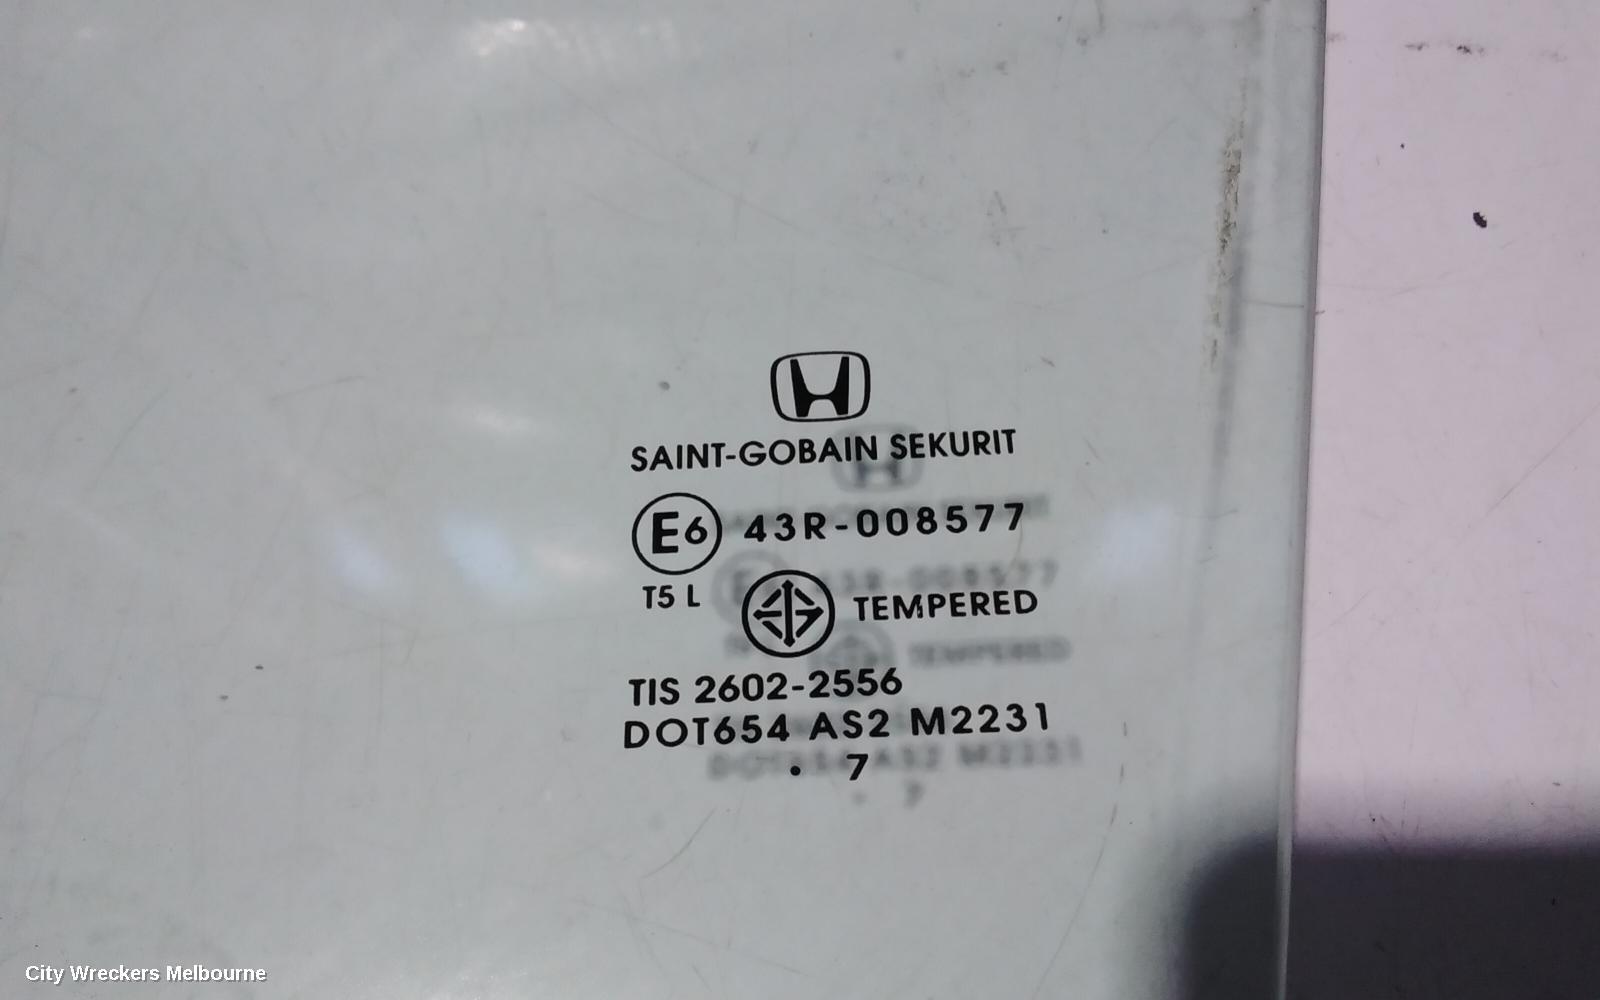 SAINT-GOBAIN SEKURIT
E6 43R-008577
T5 L TEMPERED
TIS 2602-2556
DOT654 AS2 M2231
. 7
City Wreckers Melbourne